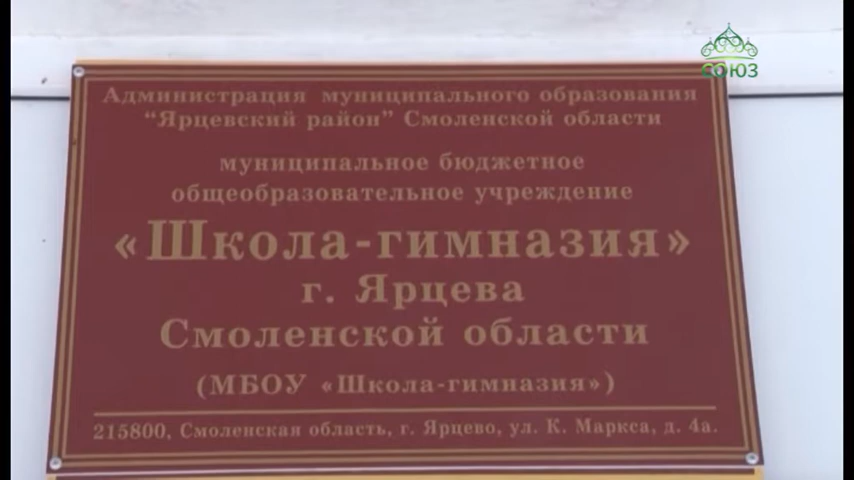 СОЮЗ
Администрация муниципального образования
“Ярцевский район” Смоленской области
муниципальное бюджетное
общеобразовательное учреждение
«Школа-гимназия»
г. Ярцева
Смоленской области
(МБОУ «Школа-гимназия»)
215800, Смоленская область, г. Ярцево, ул. К. Маркса, д. 4а.